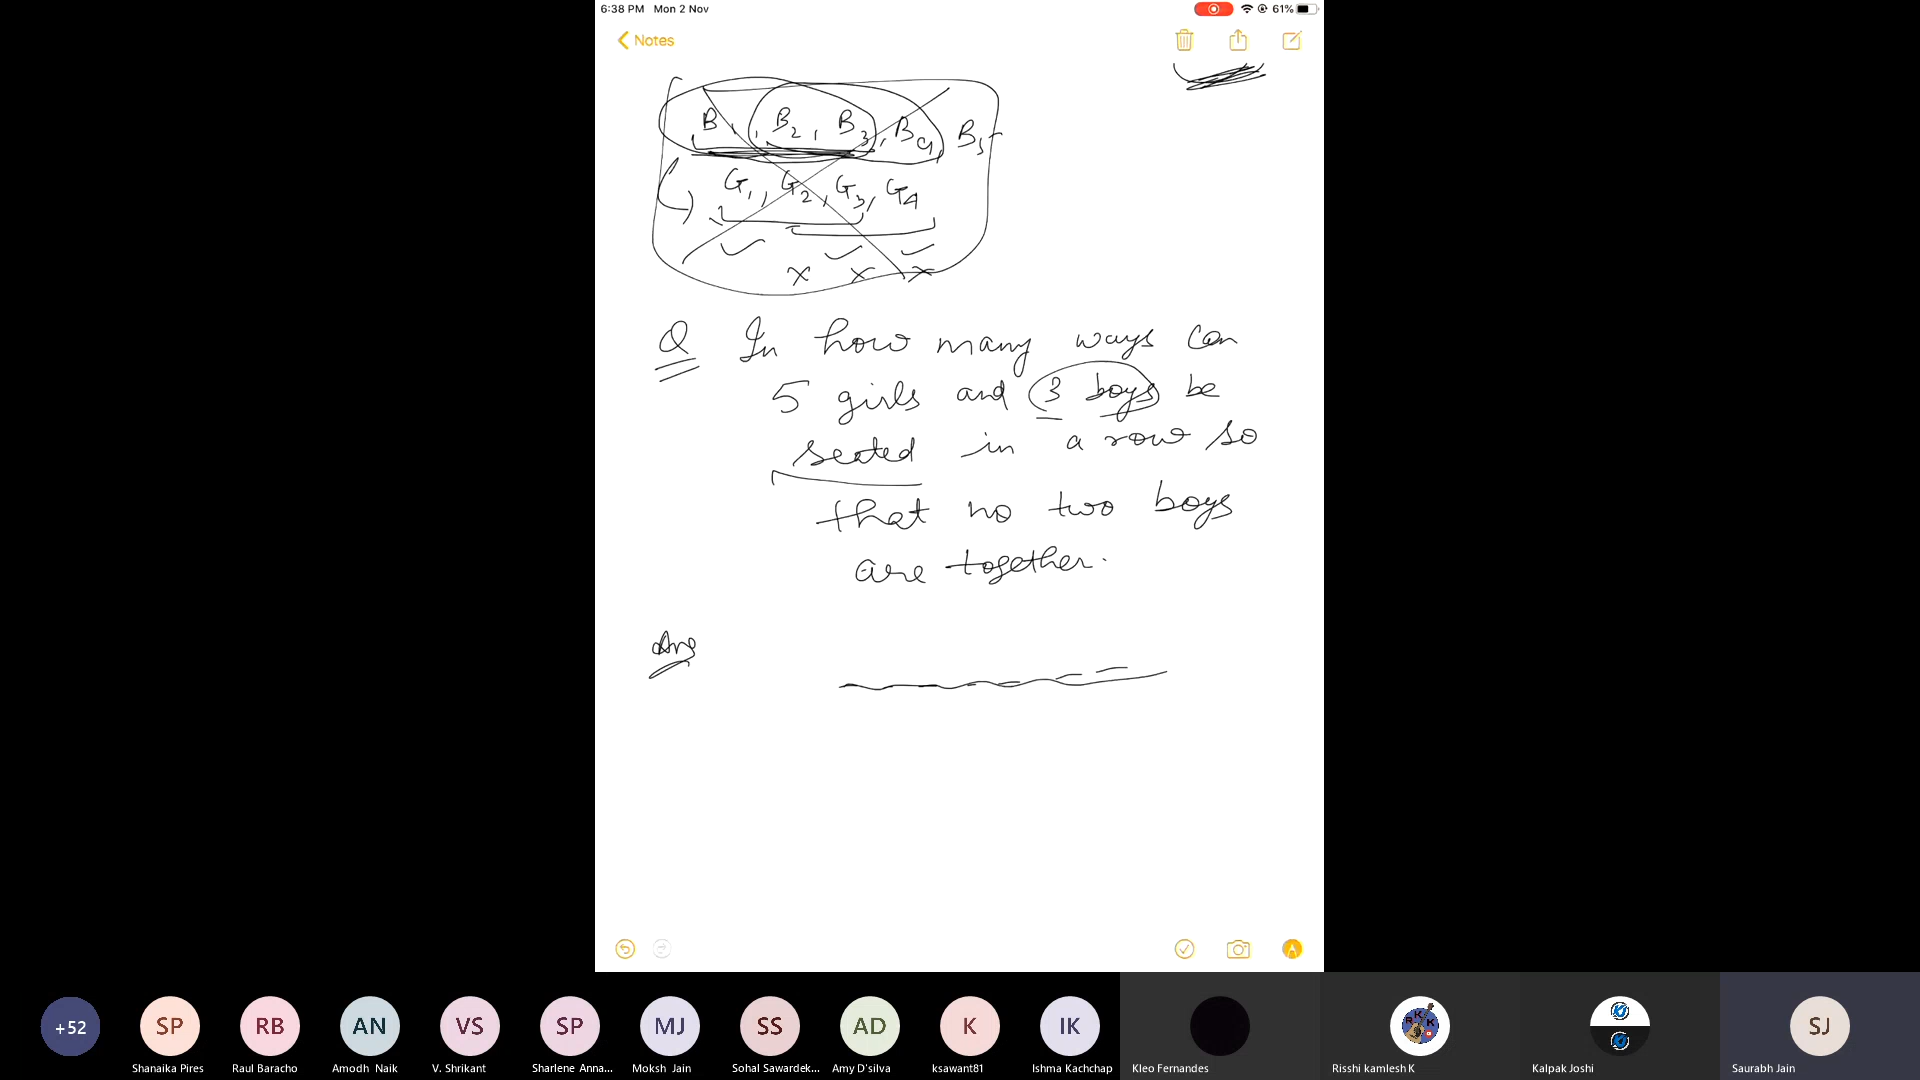 6:38 PM Mon 2 Nov
61%
Notes
B1, B2, B3, B4, B5
G1, G2, G3, G4
Q In how many ways can
5 girls and 3 boys be
seated in a row so
that no two boys
are together.
Ans
+52
SP
RB
AN
VS
SP
MJ
SS
AD
K
IK
RKK
SJ
Shanaika Pires
Raul Baracho
Amodh Naik
V. Shrikant
Sharlene Anna...
Moksh Jain
Sohal Sawardek...
Amy D'silva
ksawant81
Ishma Kachchap
Kleo Fernandes
Risshi kamlesh K
Kalpak Joshi
Saurabh Jain